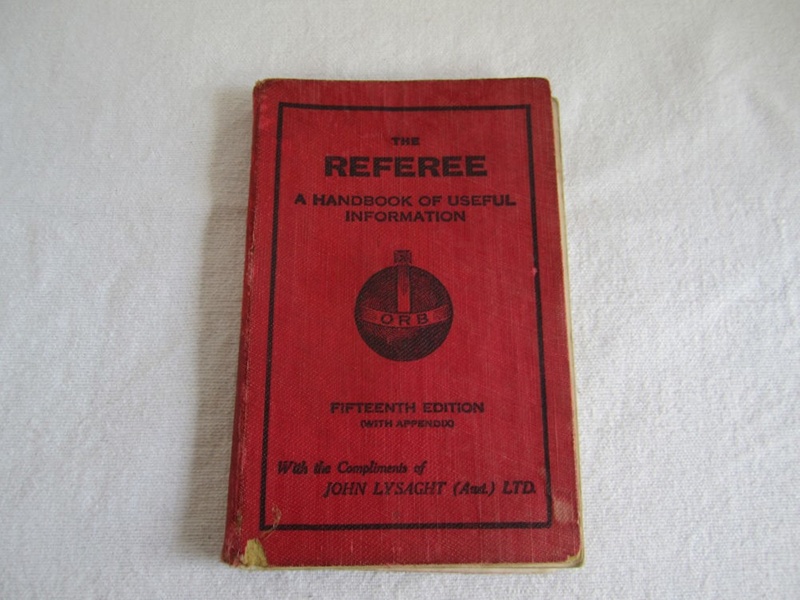 THE
REFEREE
A HANDBOOK OF USEFUL
INFORMATION
ORB
FIFTEENTH EDITION
(WITH APPENDIX)
With the Compliments of
JOHN LYSAGHT (Aust.) LTD.